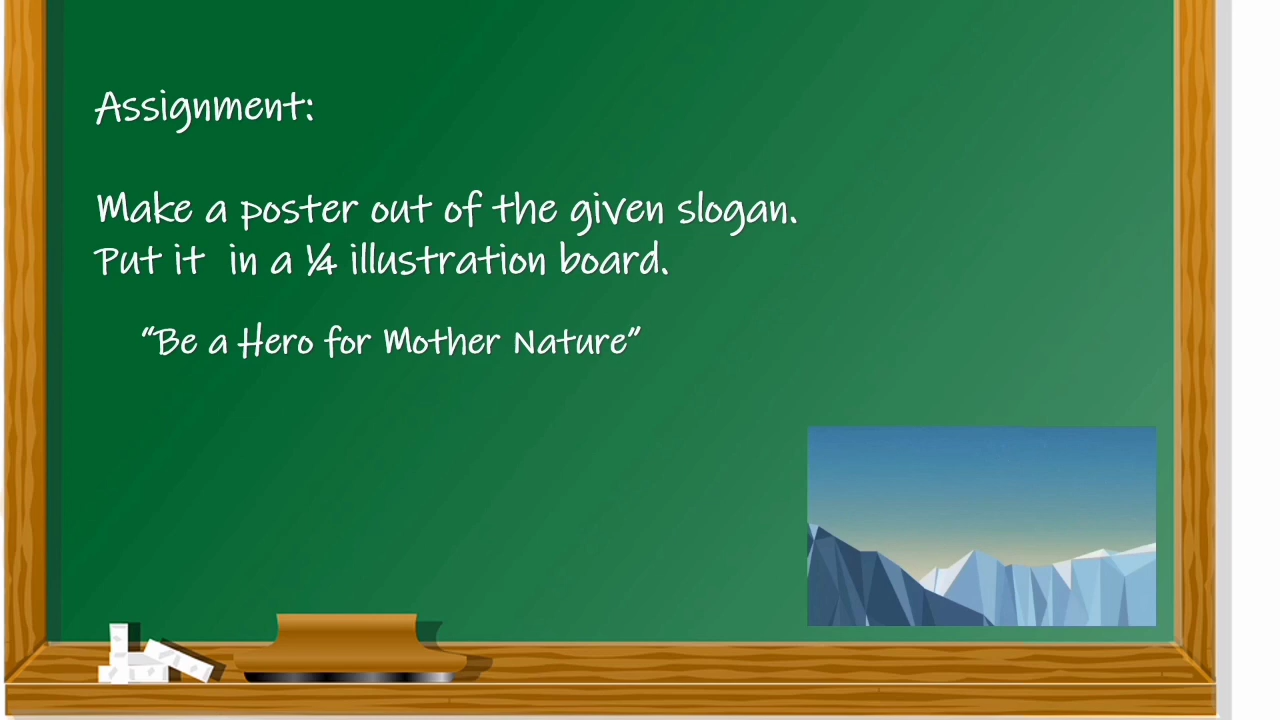 Assignment:
Make a poster out of the given slogan.
Put it in a ¼ illustration board.
“Be a Hero for Mother Nature”